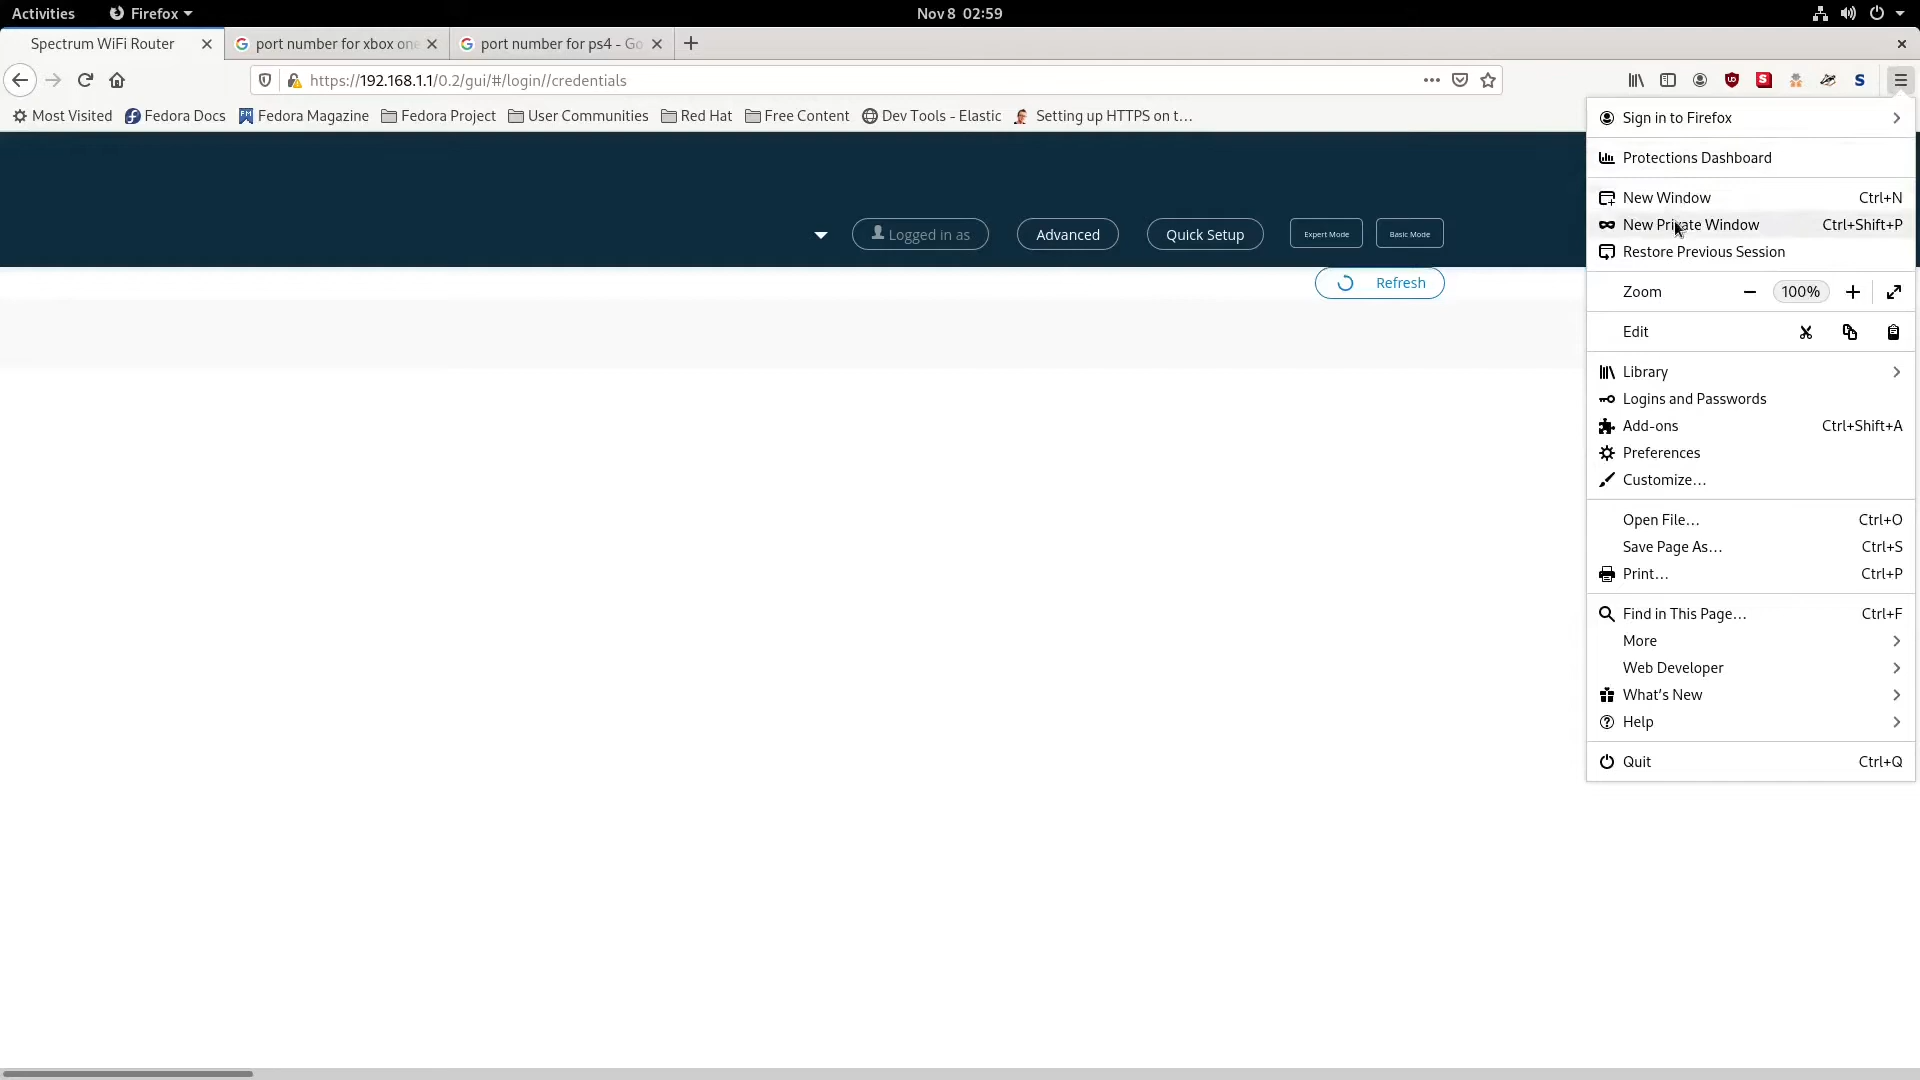 Activities Firefox Nov 8 02:59
Spectrum WiFi Router port number for xbox one port number for ps4 - Go
https://192.168.1.1/0.2/gui/#/login//credentials
Most Visited Fedora Docs Fedora Magazine Fedora Project User Communities Red Hat Free Content Dev Tools - Elastic Setting up HTTPS on t…
Logged in as Advanced Quick Setup Expert Mode Basic Mode
Refresh
Sign in to Firefox
Protections Dashboard
New Window Ctrl+N
New Private Window Ctrl+Shift+P
Restore Previous Session
Zoom 100%
Edit
Library
Logins and Passwords
Add-ons Ctrl+Shift+A
Preferences
Customize…
Open File… Ctrl+O
Save Page As… Ctrl+S
Print… Ctrl+P
Find in This Page… Ctrl+F
More
Web Developer
What's New
Help
Quit Ctrl+Q